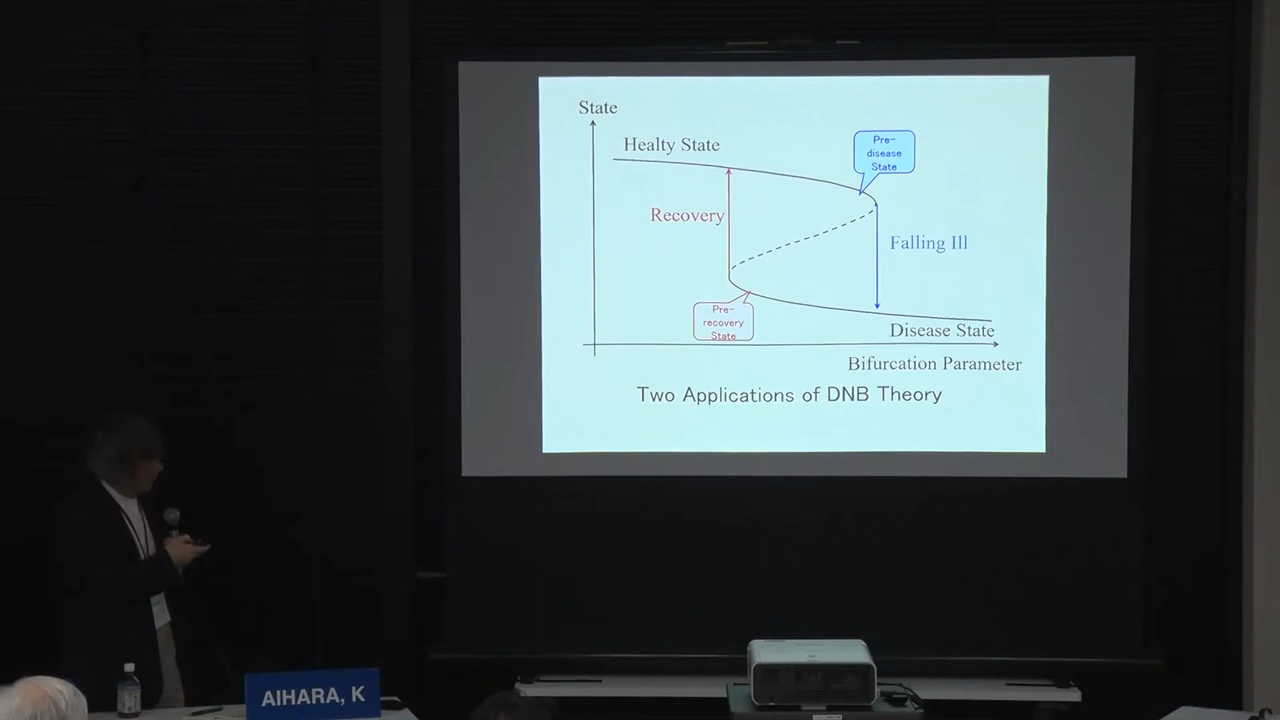 State
Healty State
Pre-
disease
State
Recovery
Falling Ill
Pre-
recovery
State
Disease State
Bifurcation Parameter
Two Applications of DNB Theory
AIHARA, K